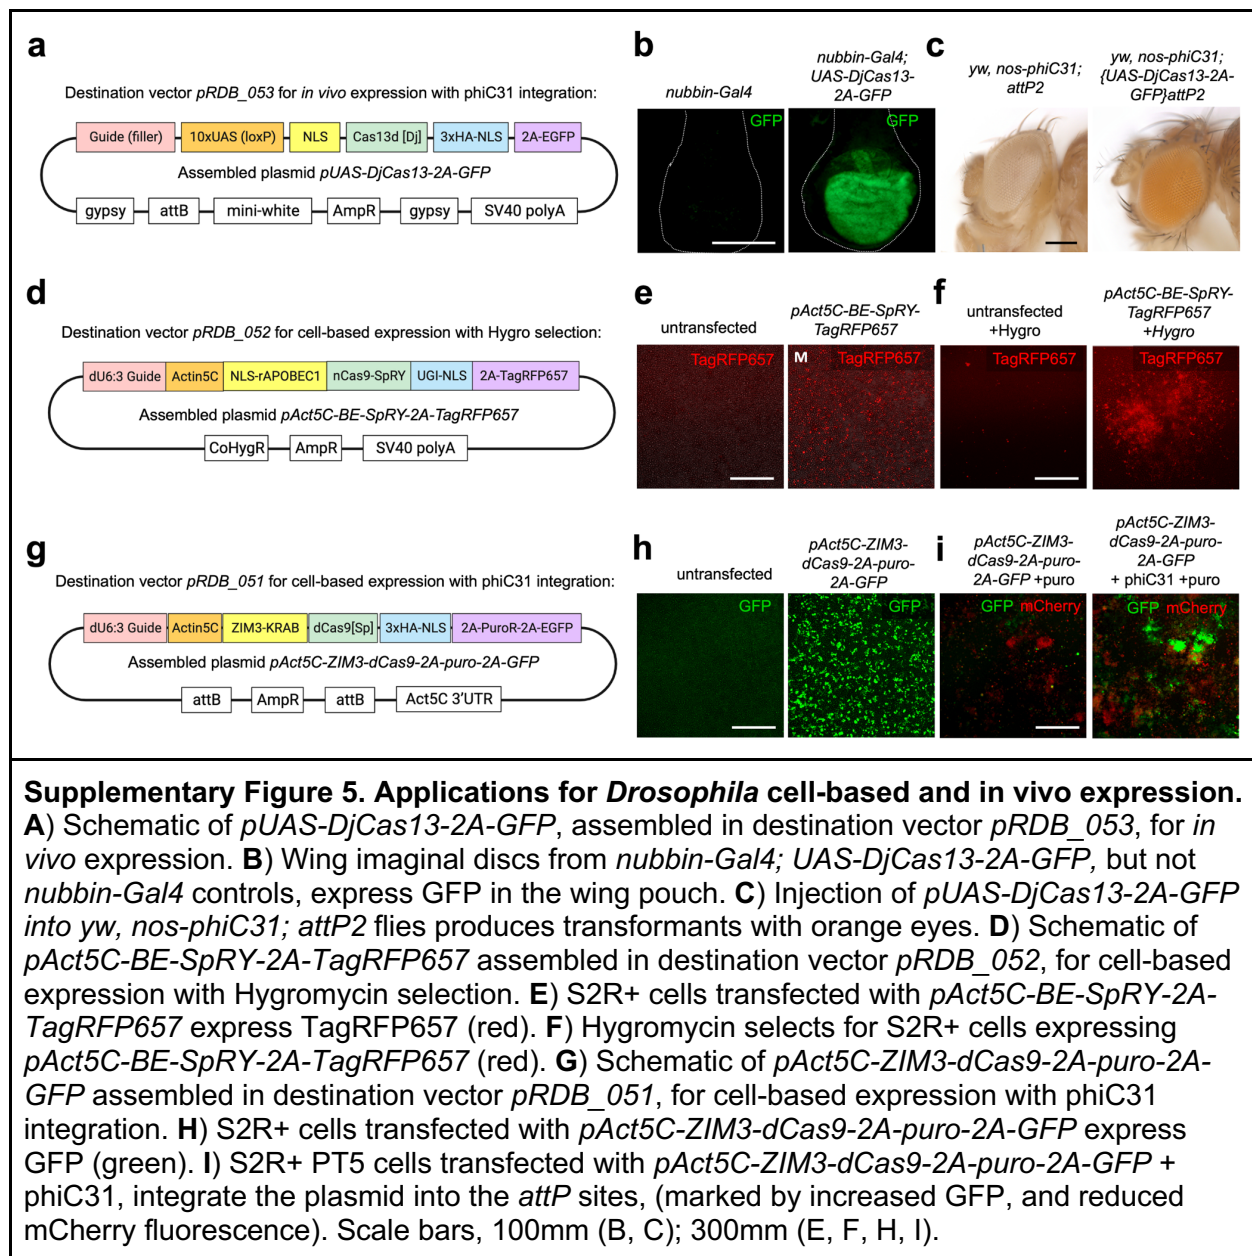 a
Destination vector pRDB_053 for in vivo expression with phiC31 integration:
Guide (filler) 10xUAS (loxP) NLS Cas13d [Dj] 3xHA-NLS 2A-EGFP
Assembled plasmid pUAS-DjCas13-2A-GFP
gypsy attB mini-white AmpR gypsy SV40 polyA
b
nubbin-Gal4
nubbin-Gal4;
UAS-DjCas13-
2A-GFP
GFP
GFP
c
yw, nos-phiC31;
attP2
yw, nos-phiC31;
{UAS-DjCas13-2A-
GFP}attP2
d
Destination vector pRDB_052 for cell-based expression with Hygro selection:
dU6:3 Guide Actin5C NLS-rAPOBEC1 nCas9-SpRY UGI-NLS 2A-TagRFP657
Assembled plasmid pAct5C-BE-SpRY-2A-TagRFP657
CoHygR AmpR SV40 polyA
e
untransfected
pAct5C-BE-SpRY-
TagRFP657
TagRFP657
M TagRFP657
f
untransfected
+Hygro
pAct5C-BE-SpRY-
TagRFP657
+Hygro
TagRFP657
TagRFP657
g
Destination vector pRDB_051 for cell-based expression with phiC31 integration:
dU6:3 Guide Actin5C ZIM3-KRAB dCas9[Sp] 3xHA-NLS 2A-PuroR-2A-EGFP
Assembled plasmid pAct5C-ZIM3-dCas9-2A-puro-2A-GFP
attB AmpR attB Act5C 3'UTR
h
untransfected
pAct5C-ZIM3-
dCas9-2A-puro-
2A-GFP
GFP
GFP
i
pAct5C-ZIM3-
dCas9-2A-puro-
2A-GFP +puro
pAct5C-ZIM3-
dCas9-2A-puro-
2A-GFP
+ phiC31 +puro
GFP mCherry
GFP mCherry
Supplementary Figure 5. Applications for Drosophila cell-based and in vivo expression.
A) Schematic of pUAS-DjCas13-2A-GFP, assembled in destination vector pRDB_053, for in
vivo expression. B) Wing imaginal discs from nubbin-Gal4; UAS-DjCas13-2A-GFP, but not
nubbin-Gal4 controls, express GFP in the wing pouch. C) Injection of pUAS-DjCas13-2A-GFP
into yw, nos-phiC31; attP2 flies produces transformants with orange eyes. D) Schematic of
pAct5C-BE-SpRY-2A-TagRFP657 assembled in destination vector pRDB_052, for cell-based
expression with Hygromycin selection. E) S2R+ cells transfected with pAct5C-BE-SpRY-2A-
TagRFP657 express TagRFP657 (red). F) Hygromycin selects for S2R+ cells expressing
pAct5C-BE-SpRY-2A-TagRFP657 (red). G) Schematic of pAct5C-ZIM3-dCas9-2A-puro-2A-
GFP assembled in destination vector pRDB_051, for cell-based expression with phiC31
integration. H) S2R+ cells transfected with pAct5C-ZIM3-dCas9-2A-puro-2A-GFP express
GFP (green). I) S2R+ PT5 cells transfected with pAct5C-ZIM3-dCas9-2A-puro-2A-GFP +
phiC31, integrate the plasmid into the attP sites, (marked by increased GFP, and reduced
mCherry fluorescence). Scale bars, 100mm (B, C); 300mm (E, F, H, I).